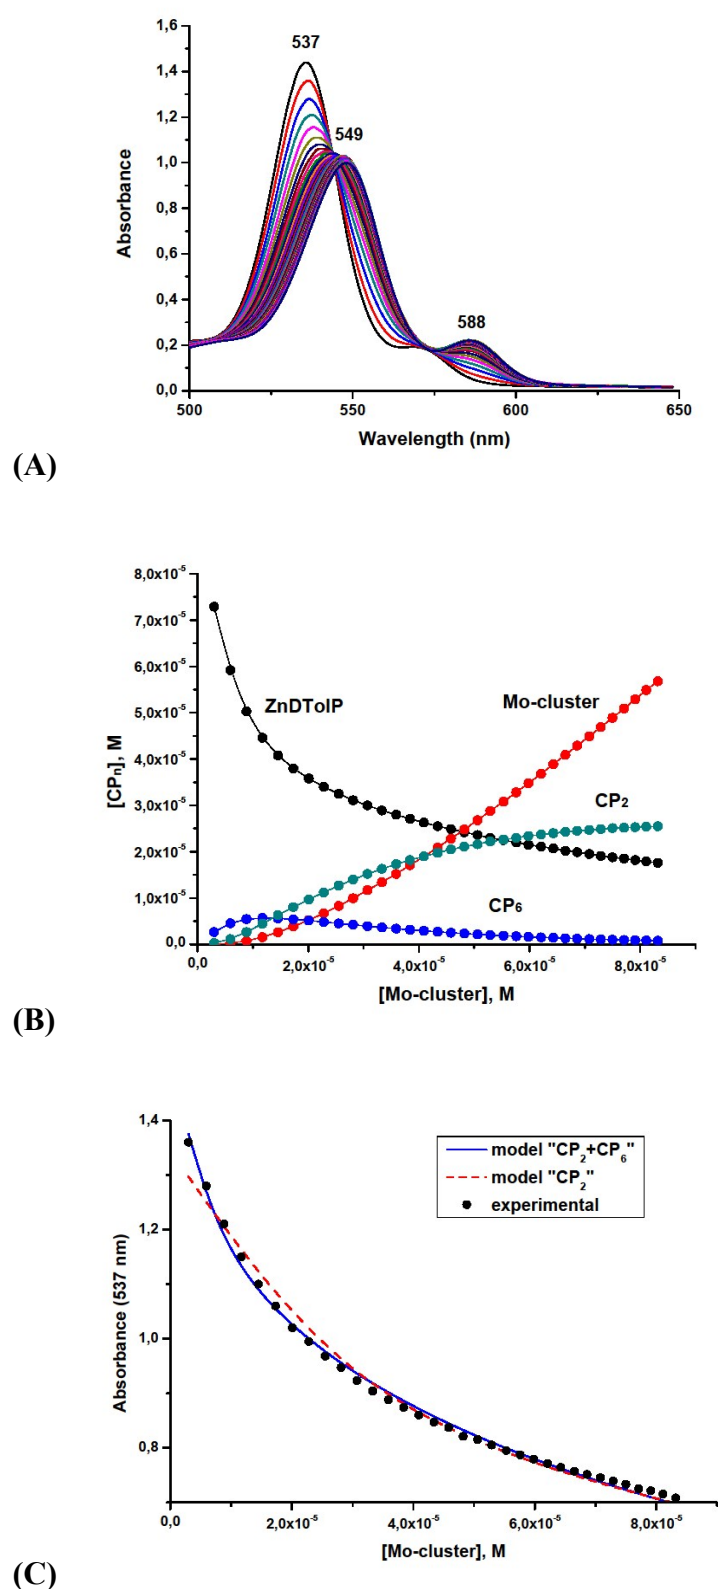 537
549
588
1,6
1,4
1,2
1,0
0,8
0,6
0,4
0,2
0,0
Absorbance
500 550 600 650
Wavelength (nm)
(A)
8,0x10⁻⁵
7,0x10⁻⁵
6,0x10⁻⁵
5,0x10⁻⁵
4,0x10⁻⁵
3,0x10⁻⁵
2,0x10⁻⁵
1,0x10⁻⁵
0,0
[CPₙ], M
ZnDTolP
Mo-cluster
CP₂
CP₆
0,0 2,0x10⁻⁵ 4,0x10⁻⁵ 6,0x10⁻⁵ 8,0x10⁻⁵
[Mo-cluster], M
(B)
1,4
1,2
1,0
0,8
Absorbance (537 nm)
model "CP₂+CP₆"
model "CP₂"
experimental
0,0 2,0x10⁻⁵ 4,0x10⁻⁵ 6,0x10⁻⁵ 8,0x10⁻⁵
[Mo-cluster], M
(C)